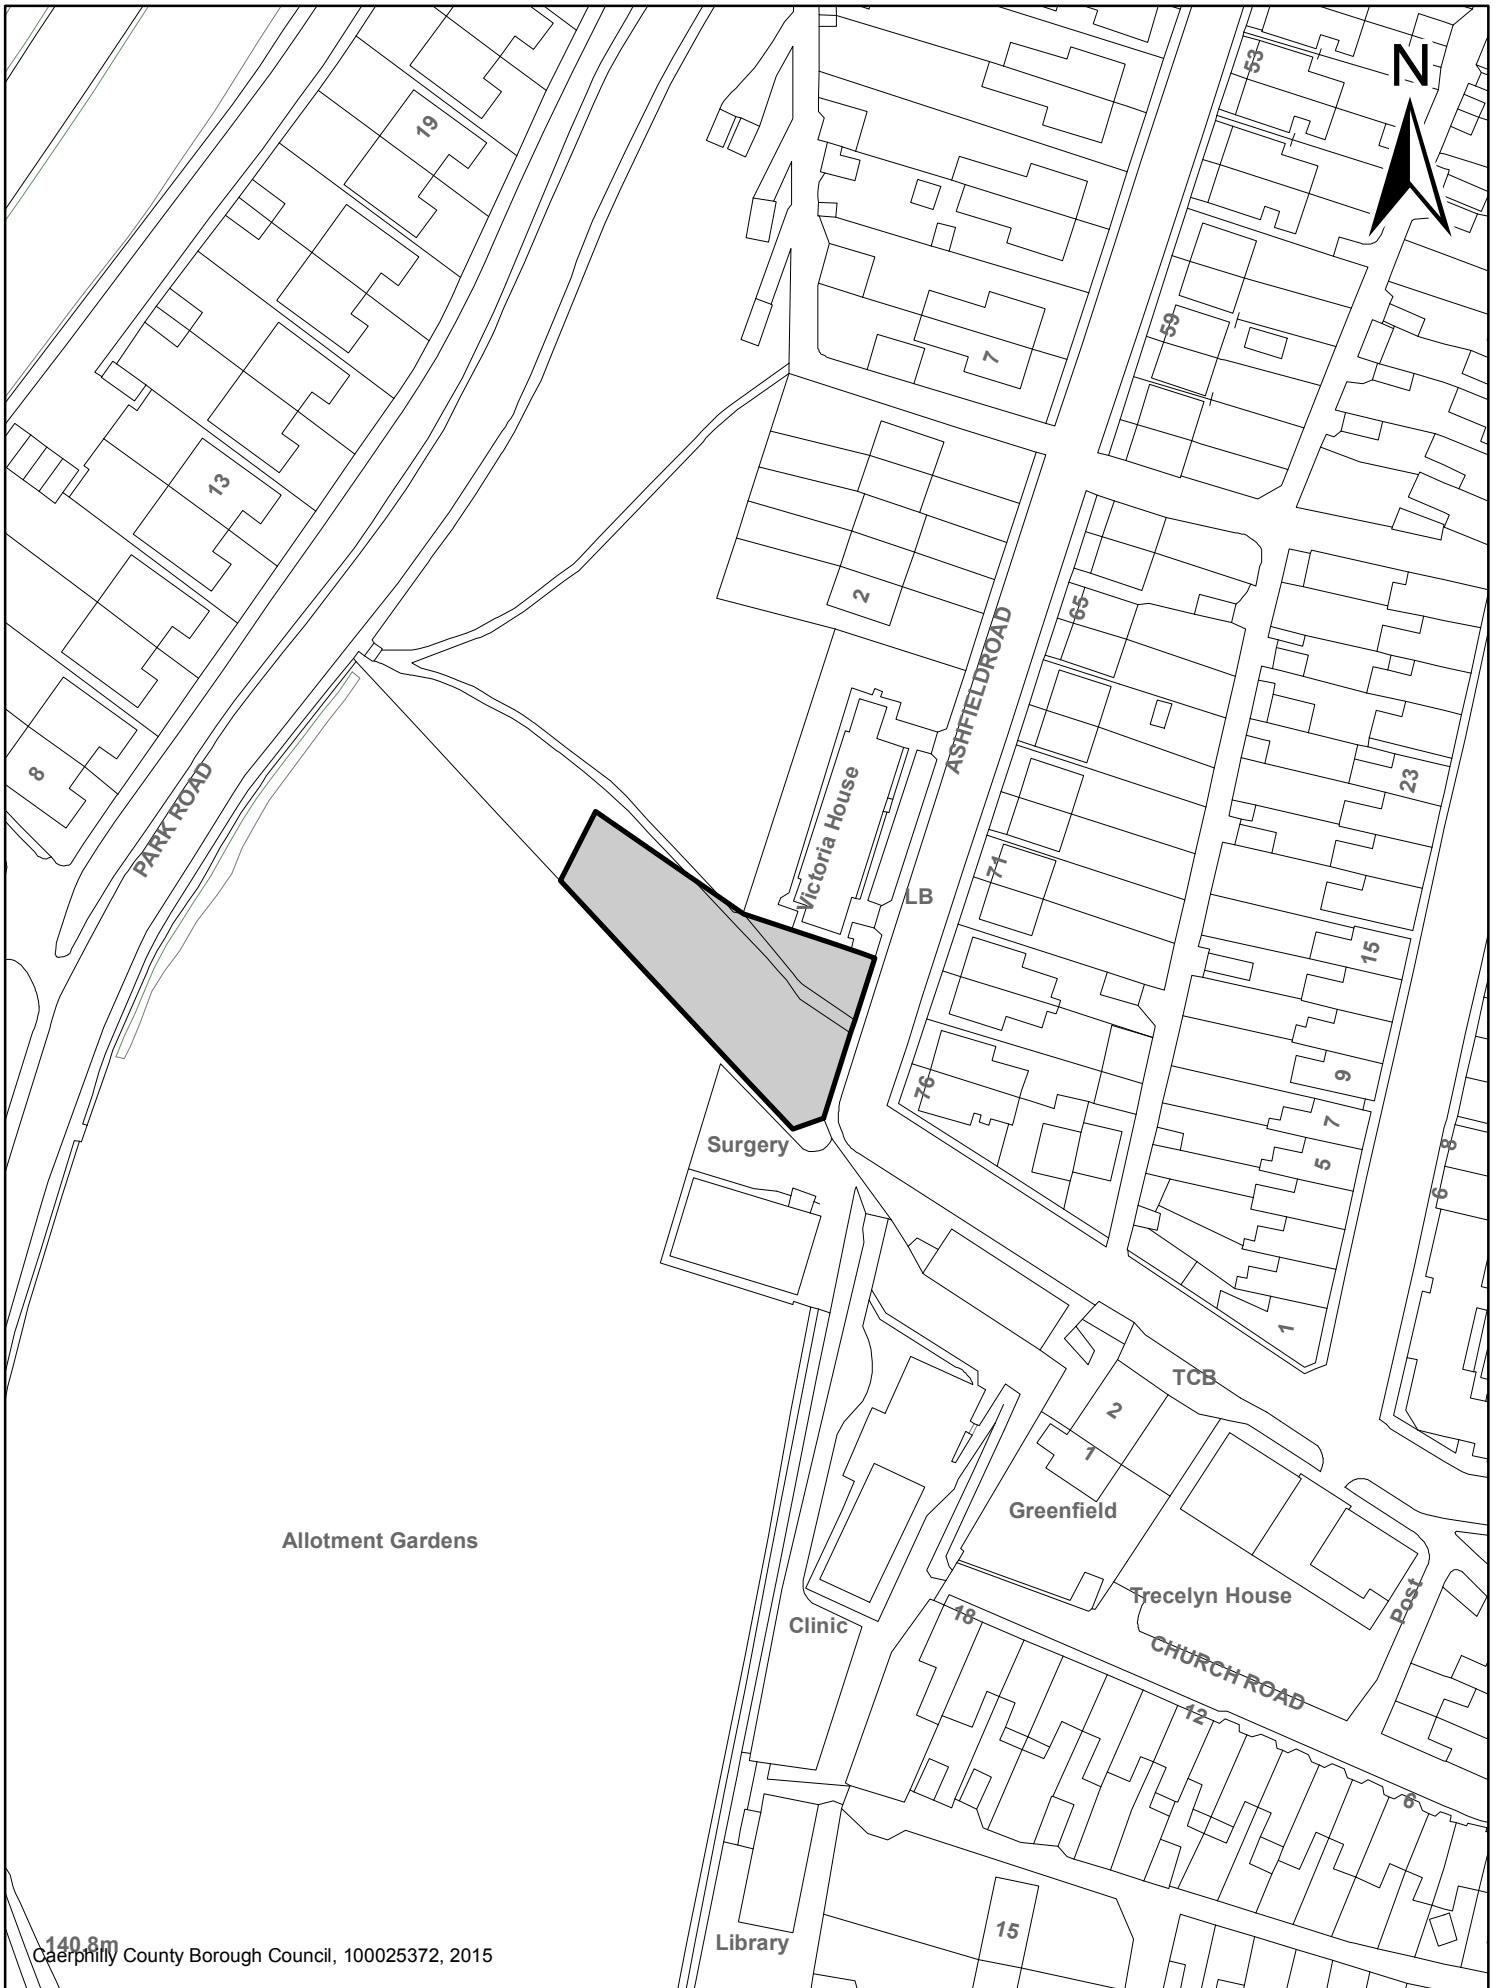 N
53
19
59
7
13
2
65
ASHFIELDROAD
8
PARK ROAD
Victoria House
23
71
LB
15
76
9
7
8
Surgery
5
6
1
TCB
2
1
Greenfield
Allotment Gardens
Trecelyn House
Post
18
Clinic
CHURCH ROAD
12
6
15
Library
140.8m
Caerphilly County Borough Council, 100025372, 2015